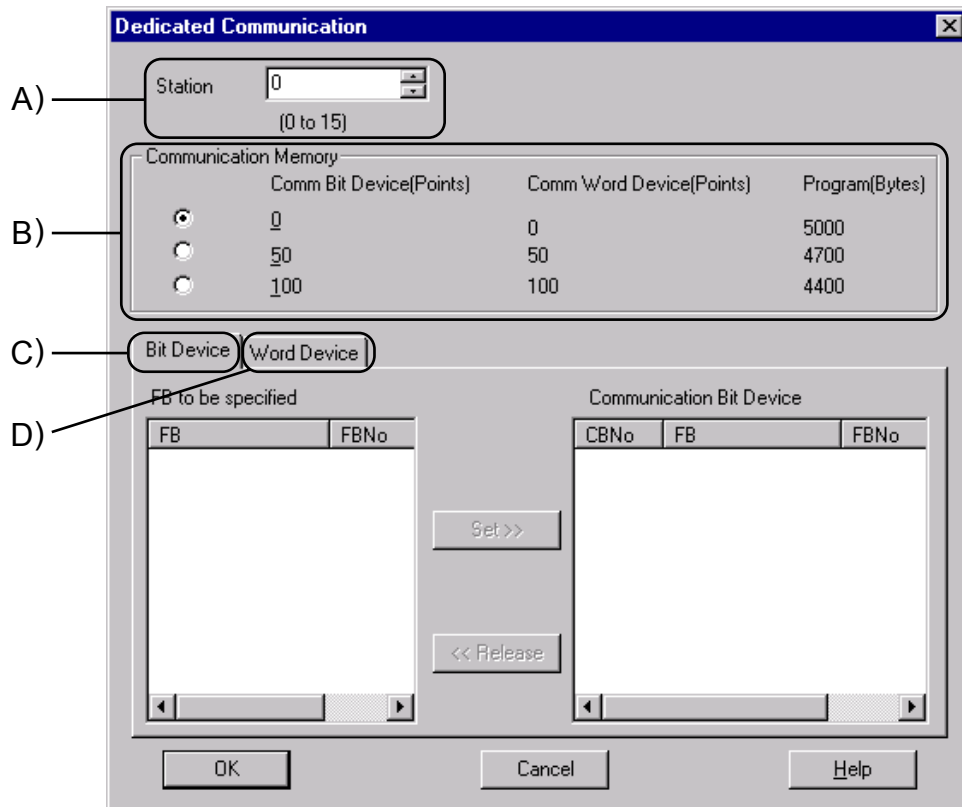 Dedicated Communication
A)
Station 0
(0 to 15)
B)
Communication Memory
Comm Bit Device(Points) Comm Word Device(Points) Program(Bytes)
0 0 5000
50 50 4700
100 100 4400
C)
Bit Device Word Device
D)
FB to be specified Communication Bit Device
FB FBNo CBNo FB FBNo
Set >>
<< Release
OK Cancel Help